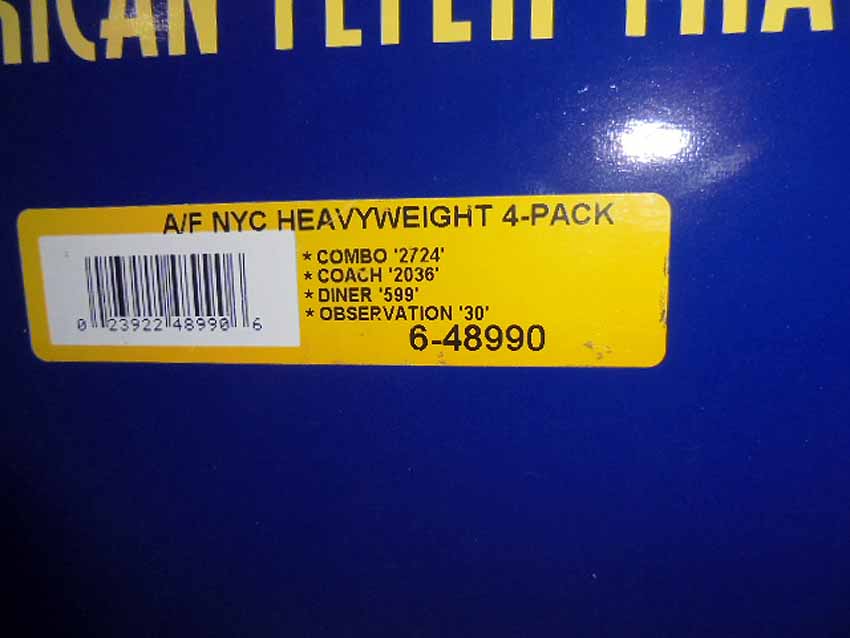 A/F NYC HEAVYWEIGHT 4-PACK
* COMBO '2724'
* COACH '2036'
* DINER '599'
* OBSERVATION '30'
6-48990
0 23922 48990 6